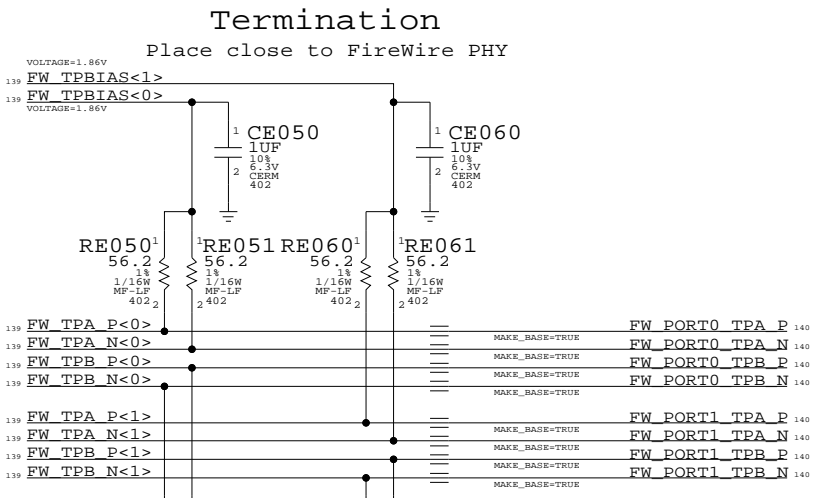 Termination
Place close to FireWire PHY
VOLTAGE=1.86V
139 FW_TPBIAS<1>
139 FW_TPBIAS<0>
VOLTAGE=1.86V
1 CE050
1UF
10%
6.3V
2 CERM
402
1 CE060
1UF
10%
6.3V
2 CERM
402
RE050 1
56.2
1%
1/16W
MF-LF
402 2
1 RE051
56.2
1%
1/16W
MF-LF
2 402
RE060 1
56.2
1%
1/16W
MF-LF
402 2
1 RE061
56.2
1%
1/16W
MF-LF
2 402
139 FW_TPA_P<0> FW_PORT0_TPA_P 140
MAKE_BASE=TRUE
139 FW_TPA_N<0> FW_PORT0_TPA_N 140
MAKE_BASE=TRUE
139 FW_TPB_P<0> FW_PORT0_TPB_P 140
MAKE_BASE=TRUE
139 FW_TPB_N<0> FW_PORT0_TPB_N 140
MAKE_BASE=TRUE
139 FW_TPA_P<1> FW_PORT1_TPA_P 140
MAKE_BASE=TRUE
139 FW_TPA_N<1> FW_PORT1_TPA_N 140
MAKE_BASE=TRUE
139 FW_TPB_P<1> FW_PORT1_TPB_P 140
MAKE_BASE=TRUE
139 FW_TPB_N<1> FW_PORT1_TPB_N 140
MAKE_BASE=TRUE